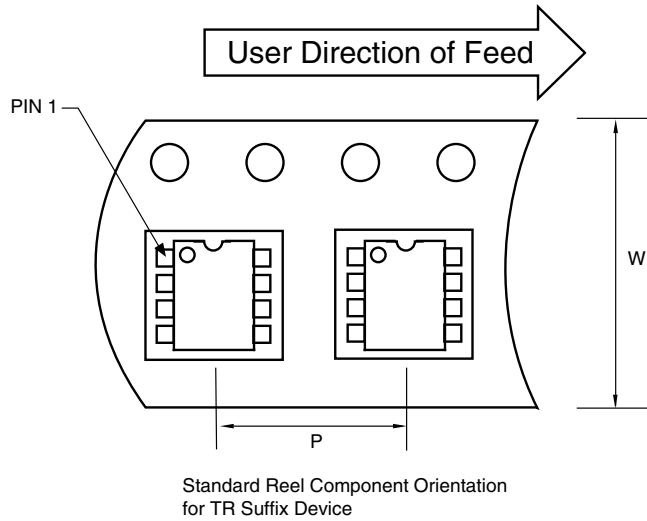 User Direction of Feed
PIN 1
W
P
Standard Reel Component Orientation
for TR Suffix Device